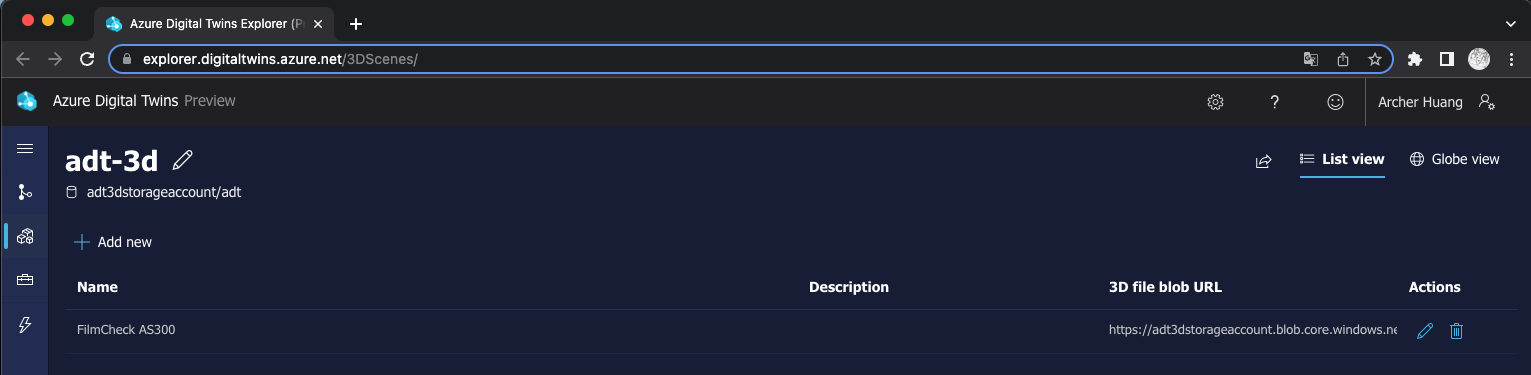 Azure Digital Twins Explorer (P
explorer.digitaltwins.azure.net/3DScenes/
Azure Digital Twins Preview
? Archer Huang
adt-3d
List view Globe view
adt3dstorageaccount/adt
+ Add new
Name Description 3D file blob URL Actions
FilmCheck AS300 https://adt3dstorageaccount.blob.core.windows.ne